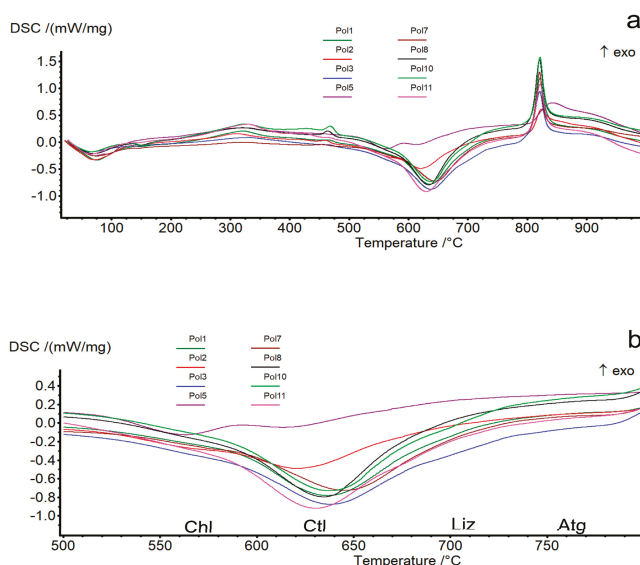 a
DSC /(mW/mg)
↑ exo
Pol1 Pol7
Pol2 Pol8
Pol3 Pol10
Pol5 Pol11
1.5
1.0
0.5
0.0
-0.5
-1.0
100 200 300 400 500 600 700 800 900
Temperature /°C
b
DSC /(mW/mg)
↑ exo
Pol1 Pol7
Pol2 Pol8
Pol3 Pol10
Pol5 Pol11
0.4
0.2
0.0
-0.2
-0.4
-0.6
-0.8
-1.0
Chl Ctl Liz Atg
500 550 600 650 700 750
Temperature /°C